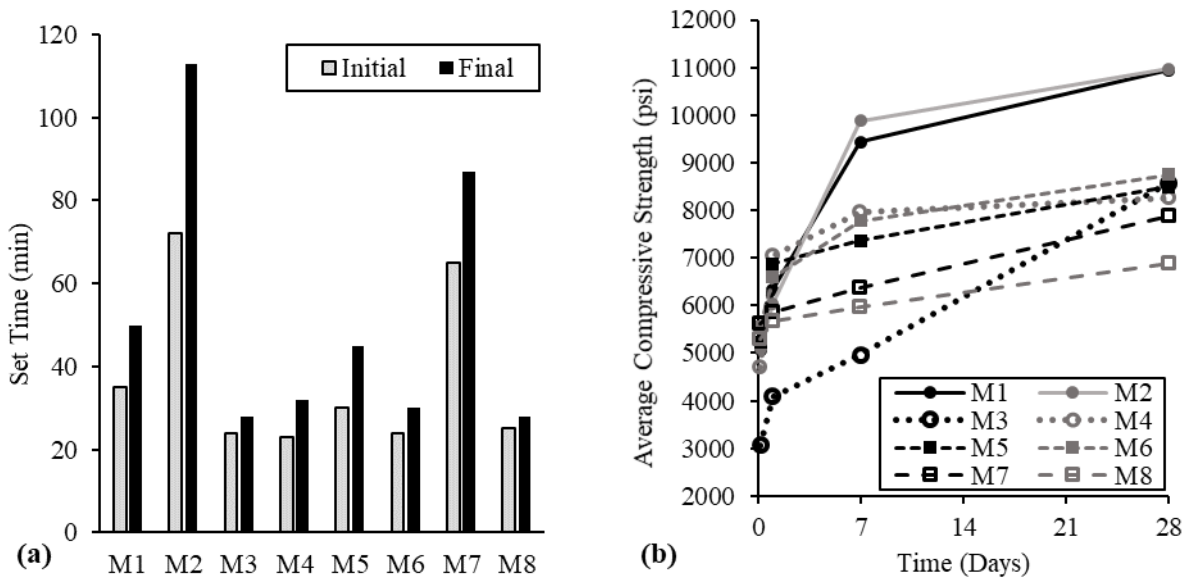 120
100
80
60
40
20
0
Set Time (min)
Initial Final
M1 M2 M3 M4 M5 M6 M7 M8
(a)
12000
11000
10000
9000
8000
7000
6000
5000
4000
3000
2000
Average Compressive Strength (psi)
M1 M2
M3 M4
M5 M6
M7 M8
0 7 14 21 28
Time (Days)
(b)